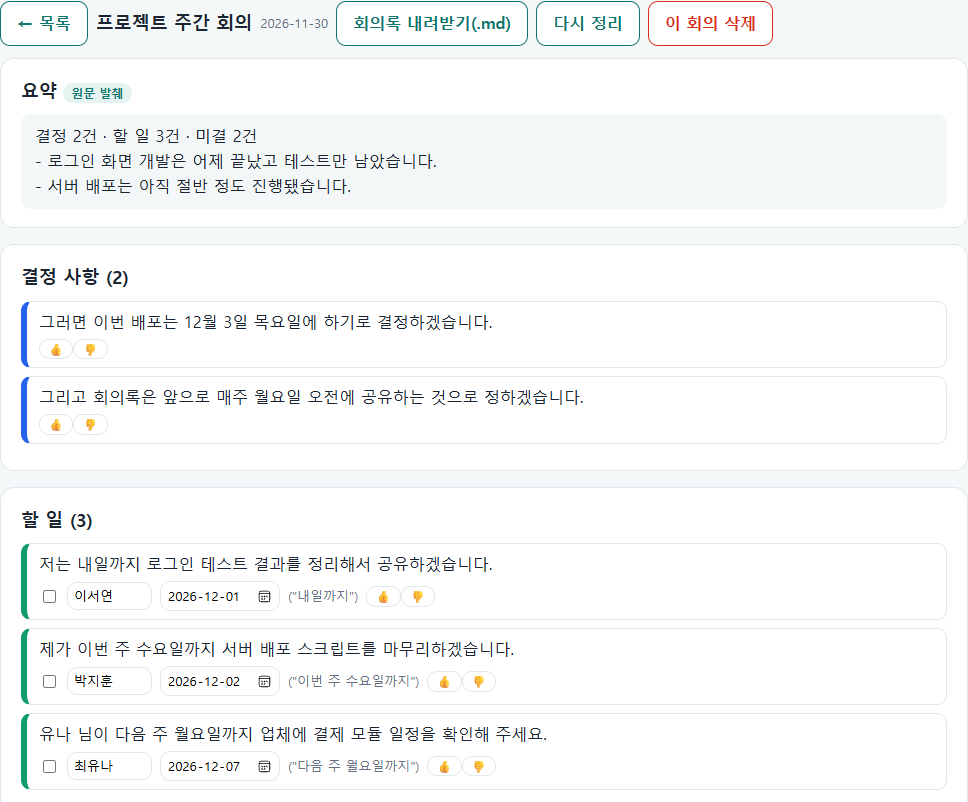 ← 목록 프로젝트 주간 회의 2026-11-30 회의록 내려받기(.md) 다시 정리 이 회의 삭제
요약 원문 발췌
결정 2건 · 할 일 3건 · 미결 2건
- 로그인 화면 개발은 어제 끝났고 테스트만 남았습니다.
- 서버 배포는 아직 절반 정도 진행됐습니다.
결정 사항 (2)
그러면 이번 배포는 12월 3일 목요일에 하기로 결정하겠습니다.
그리고 회의록은 앞으로 매주 월요일 오전에 공유하는 것으로 정하겠습니다.
할 일 (3)
저는 내일까지 로그인 테스트 결과를 정리해서 공유하겠습니다.
이서연 2026-12-01 ("내일까지")
제가 이번 주 수요일까지 서버 배포 스크립트를 마무리하겠습니다.
박지훈 2026-12-02 ("이번 주 수요일까지")
유나 님이 다음 주 월요일까지 업체에 결제 모듈 일정을 확인해 주세요.
최유나 2026-12-07 ("다음 주 월요일까지")